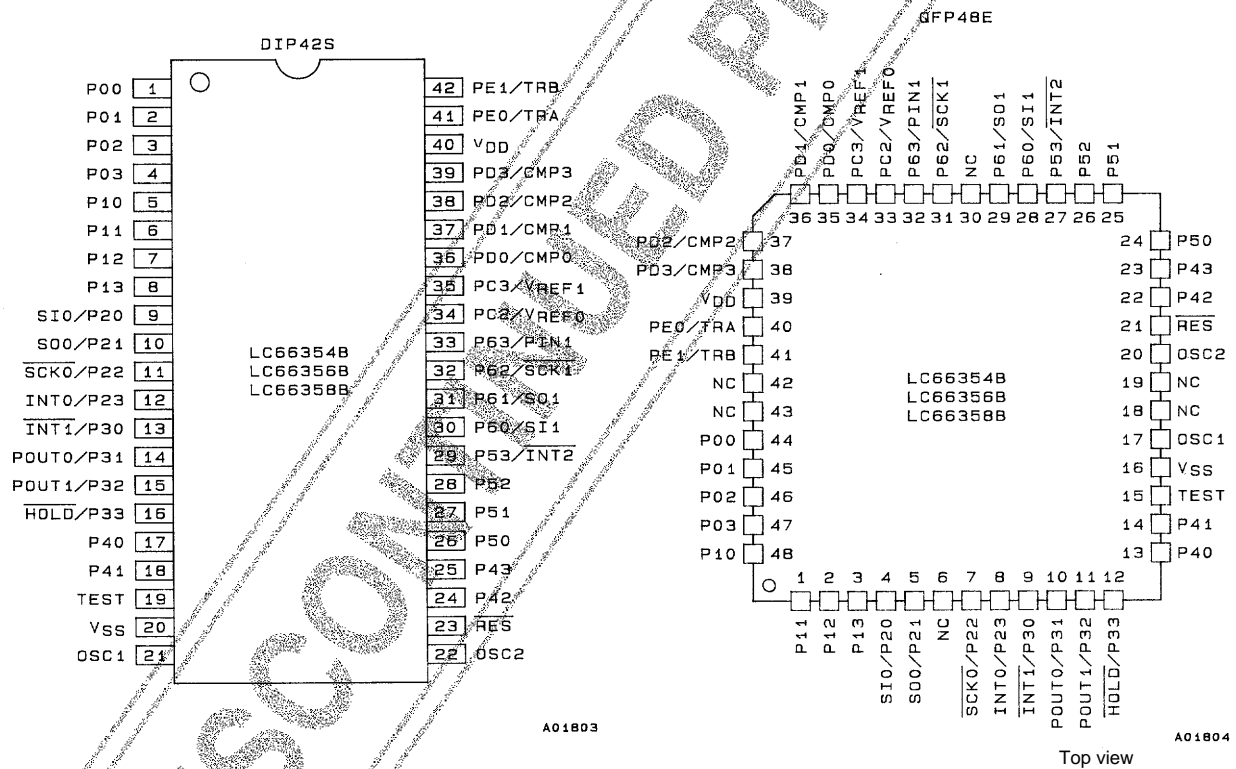 DIP42S
P00 1
P01 2
P02 3
P03 4
P10 5
P11 6
P12 7
P13 8
SI0/P20 9
SO0/P21 10
SCK0/P22 11
INT0/P23 12
INT1/P30 13
POUT0/P31 14
POUT1/P32 15
HOLD/P33 16
P40 17
P41 18
TEST 19
VSS 20
OSC1 21
LC66354B
LC66356B
LC66358B
42 PE1/TRB
41 PE0/TRA
40 VDD
39 PD3/CMP3
38 PD2/CMP2
37 PD1/CMP1
36 PD0/CMP0
35 PC3/VREF1
34 PC2/VREF0
33 P63/PIN1
32 P62/SCK1
31 P61/SO1
30 P60/SI1
29 P53/INT2
28 P52
27 P51
26 P50
25 P43
24 P42
23 RES
22 OSC2
A01803
QFP48E
PD1/CMP1
PD0/CMP0
PC3/VREF1
PC2/VREF0
P63/PIN1
P62/SCK1
NC
P61/SO1
P60/SI1
P53/INT2
P52
P51
36 35 34 33 32 31 30 29 28 27 26 25
PD2/CMP2 37
PD3/CMP3 38
VDD 39
PE0/TRA 40
PE1/TRB 41
NC 42
NC 43
P00 44
P01 45
P02 46
P03 47
P10 48
LC66354B
LC66356B
LC66358B
24 P50
23 P43
22 P42
21 RES
20 OSC2
19 NC
18 NC
17 OSC1
16 VSS
15 TEST
14 P41
13 P40
1 2 3 4 5 6 7 8 9 10 11 12
P11
P12
P13
SI0/P20
SO0/P21
NC
SCK0/P22
INT0/P23
INT1/P30
POUT0/P31
POUT1/P32
HOLD/P33
A01804
Top view
SCONTINUED P